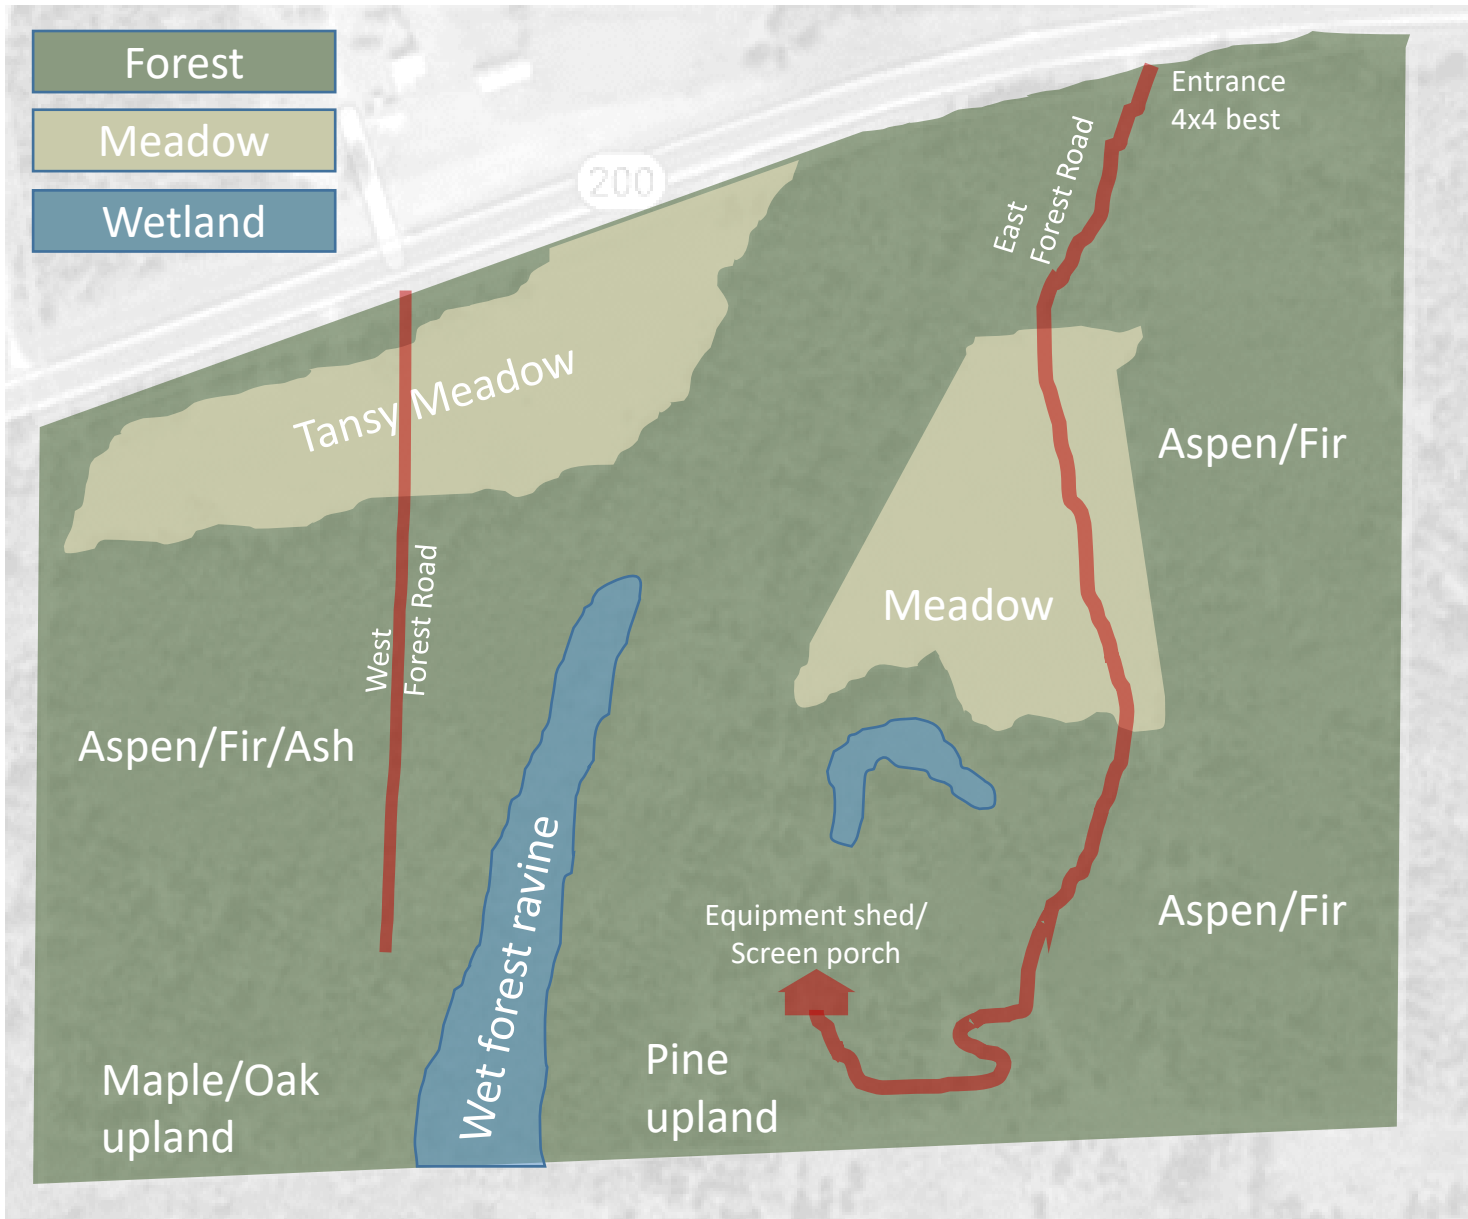 Forest
Meadow
Wetland
200
Entrance
4x4 best
East
Forest Road
Tansy Meadow
Aspen/Fir
Meadow
West
Forest Road
Aspen/Fir/Ash
Wet forest ravine
Equipment shed/
Screen porch
Aspen/Fir
Maple/Oak
upland
Pine
upland